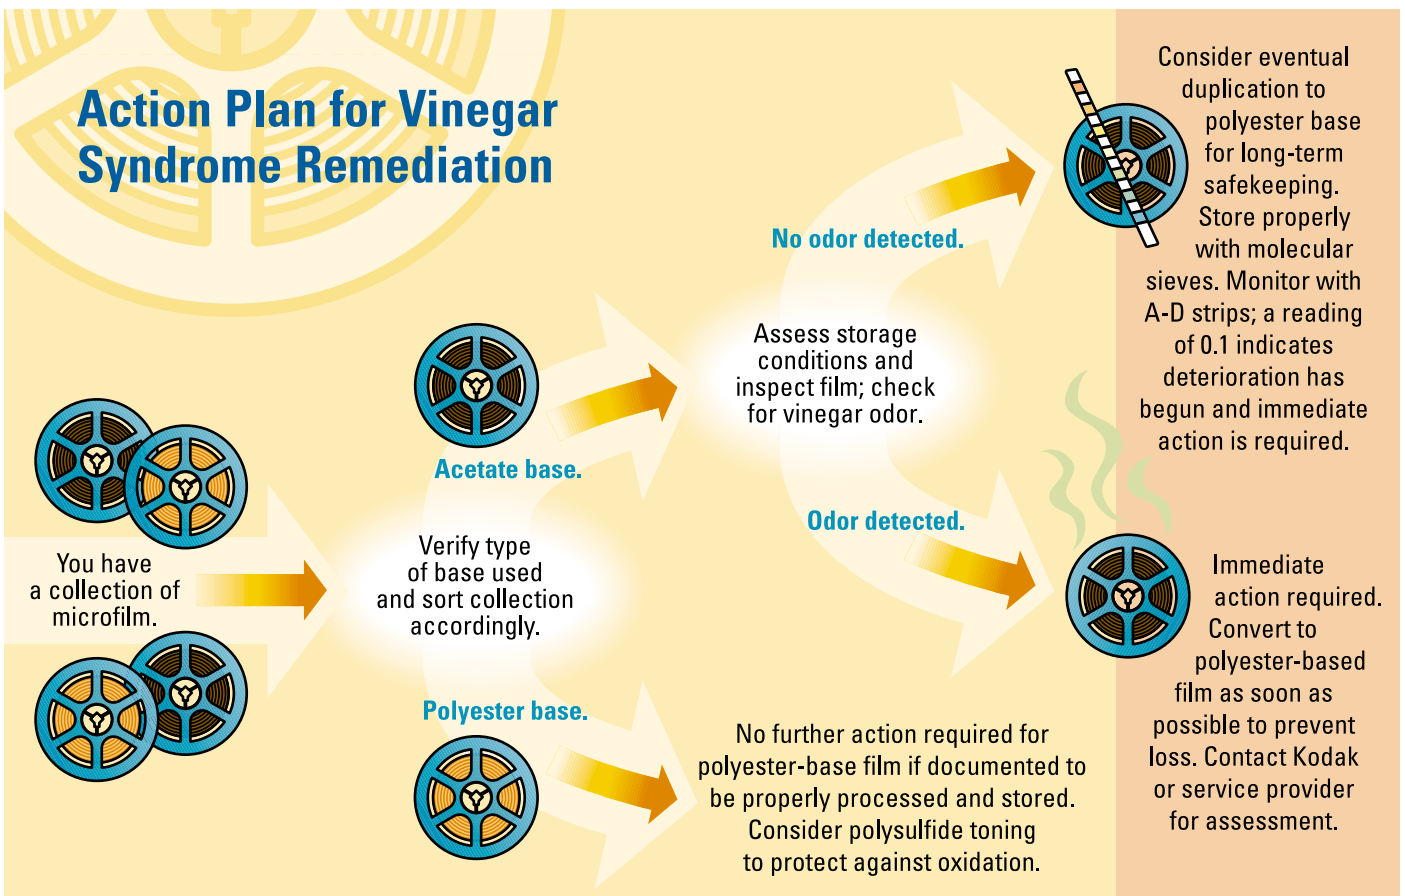 Action Plan for Vinegar
Syndrome Remediation
You have
a collection of
microfilm.
Verify type
of base used
and sort collection
accordingly.
Acetate base.
Polyester base.
Assess storage
conditions and
inspect film; check
for vinegar odor.
No further action required for
polyester-base film if documented to
be properly processed and stored.
Consider polysulfide toning
to protect against oxidation.
No odor detected.
Odor detected.
Consider eventual
duplication to
polyester base
for long-term
safekeeping.
Store properly
with molecular
sieves. Monitor with
A-D strips; a reading
of 0.1 indicates
deterioration has
begun and immediate
action is required.
Immediate
action required.
Convert to
polyester-based
film as soon as
possible to prevent
loss. Contact Kodak
or service provider
for assessment.